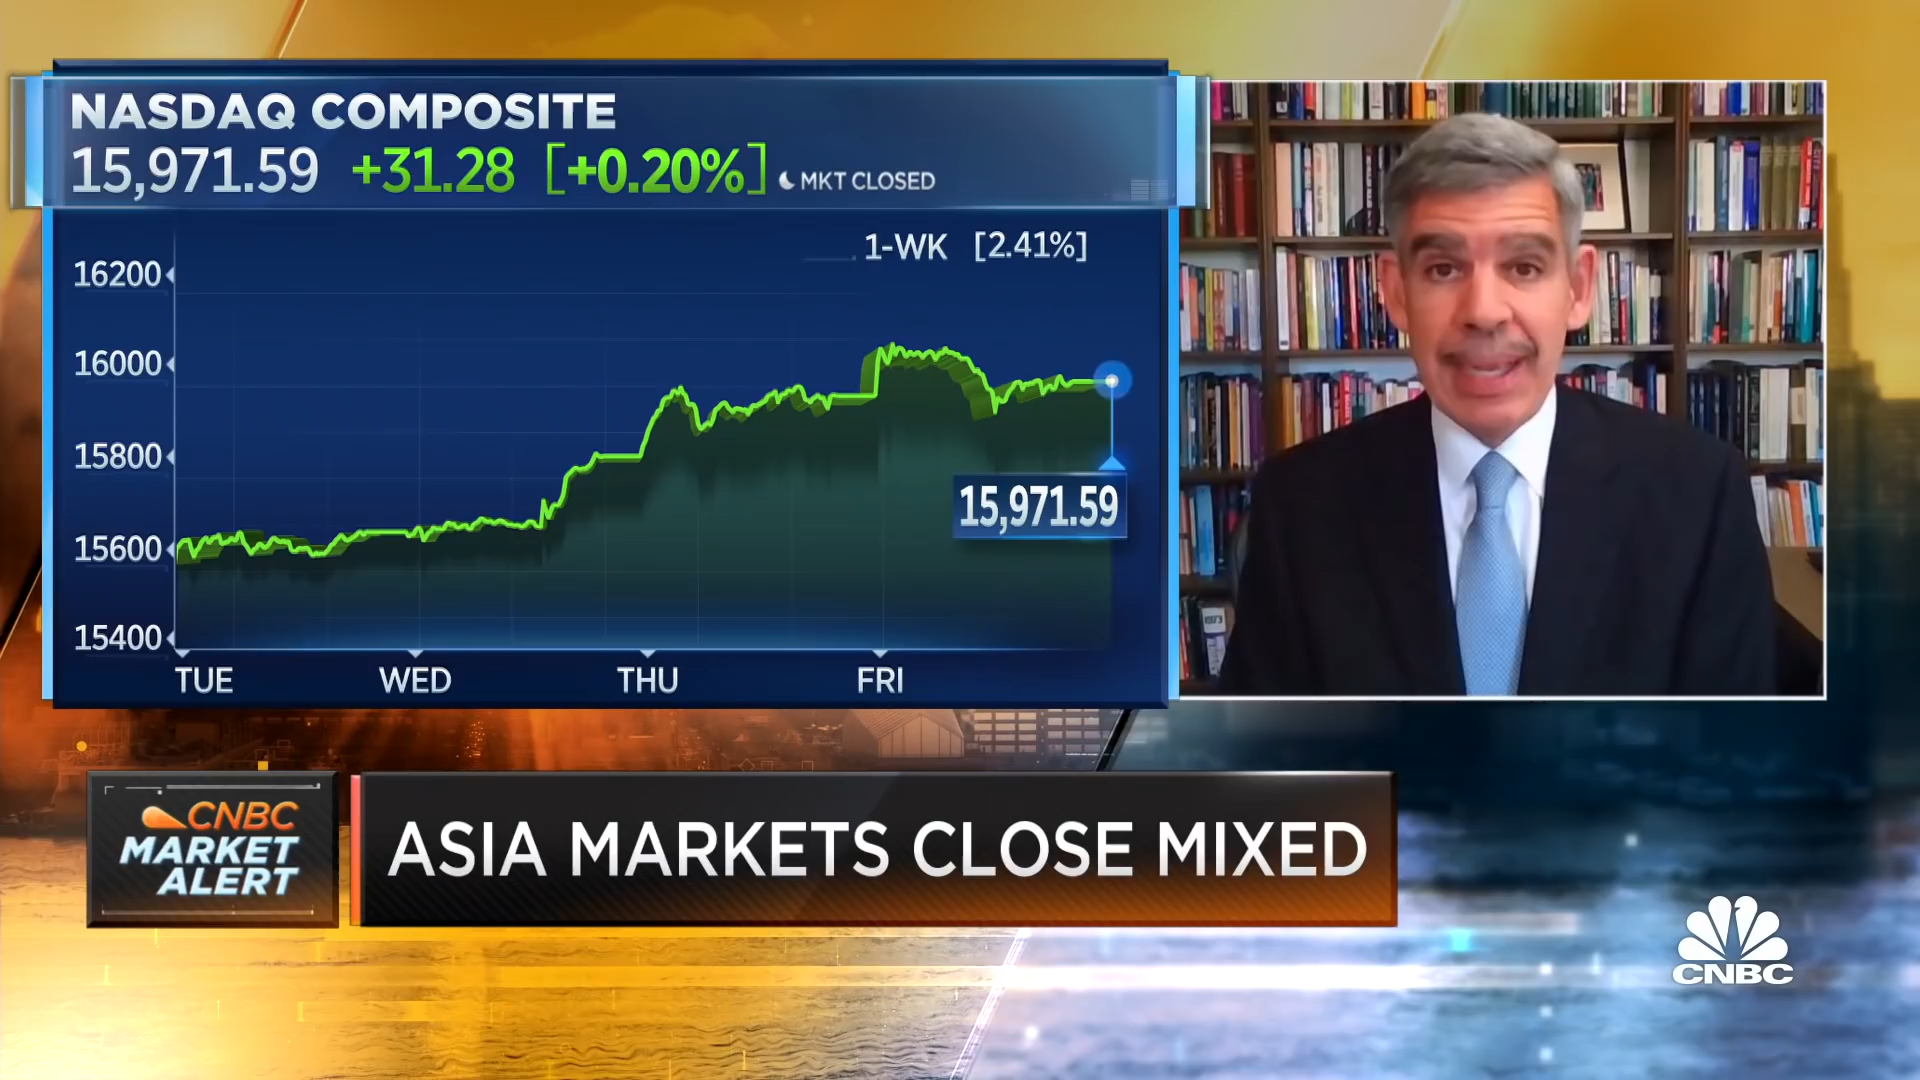 NASDAQ COMPOSITE
15,971.59 +31.28 [+0.20%] MKT CLOSED
1-WK [2.41%]
16200
16000
15800
15600
15400
15,971.59
TUE WED THU FRI
CNBC
MARKET
ALERT
ASIA MARKETS CLOSE MIXED
CNBC